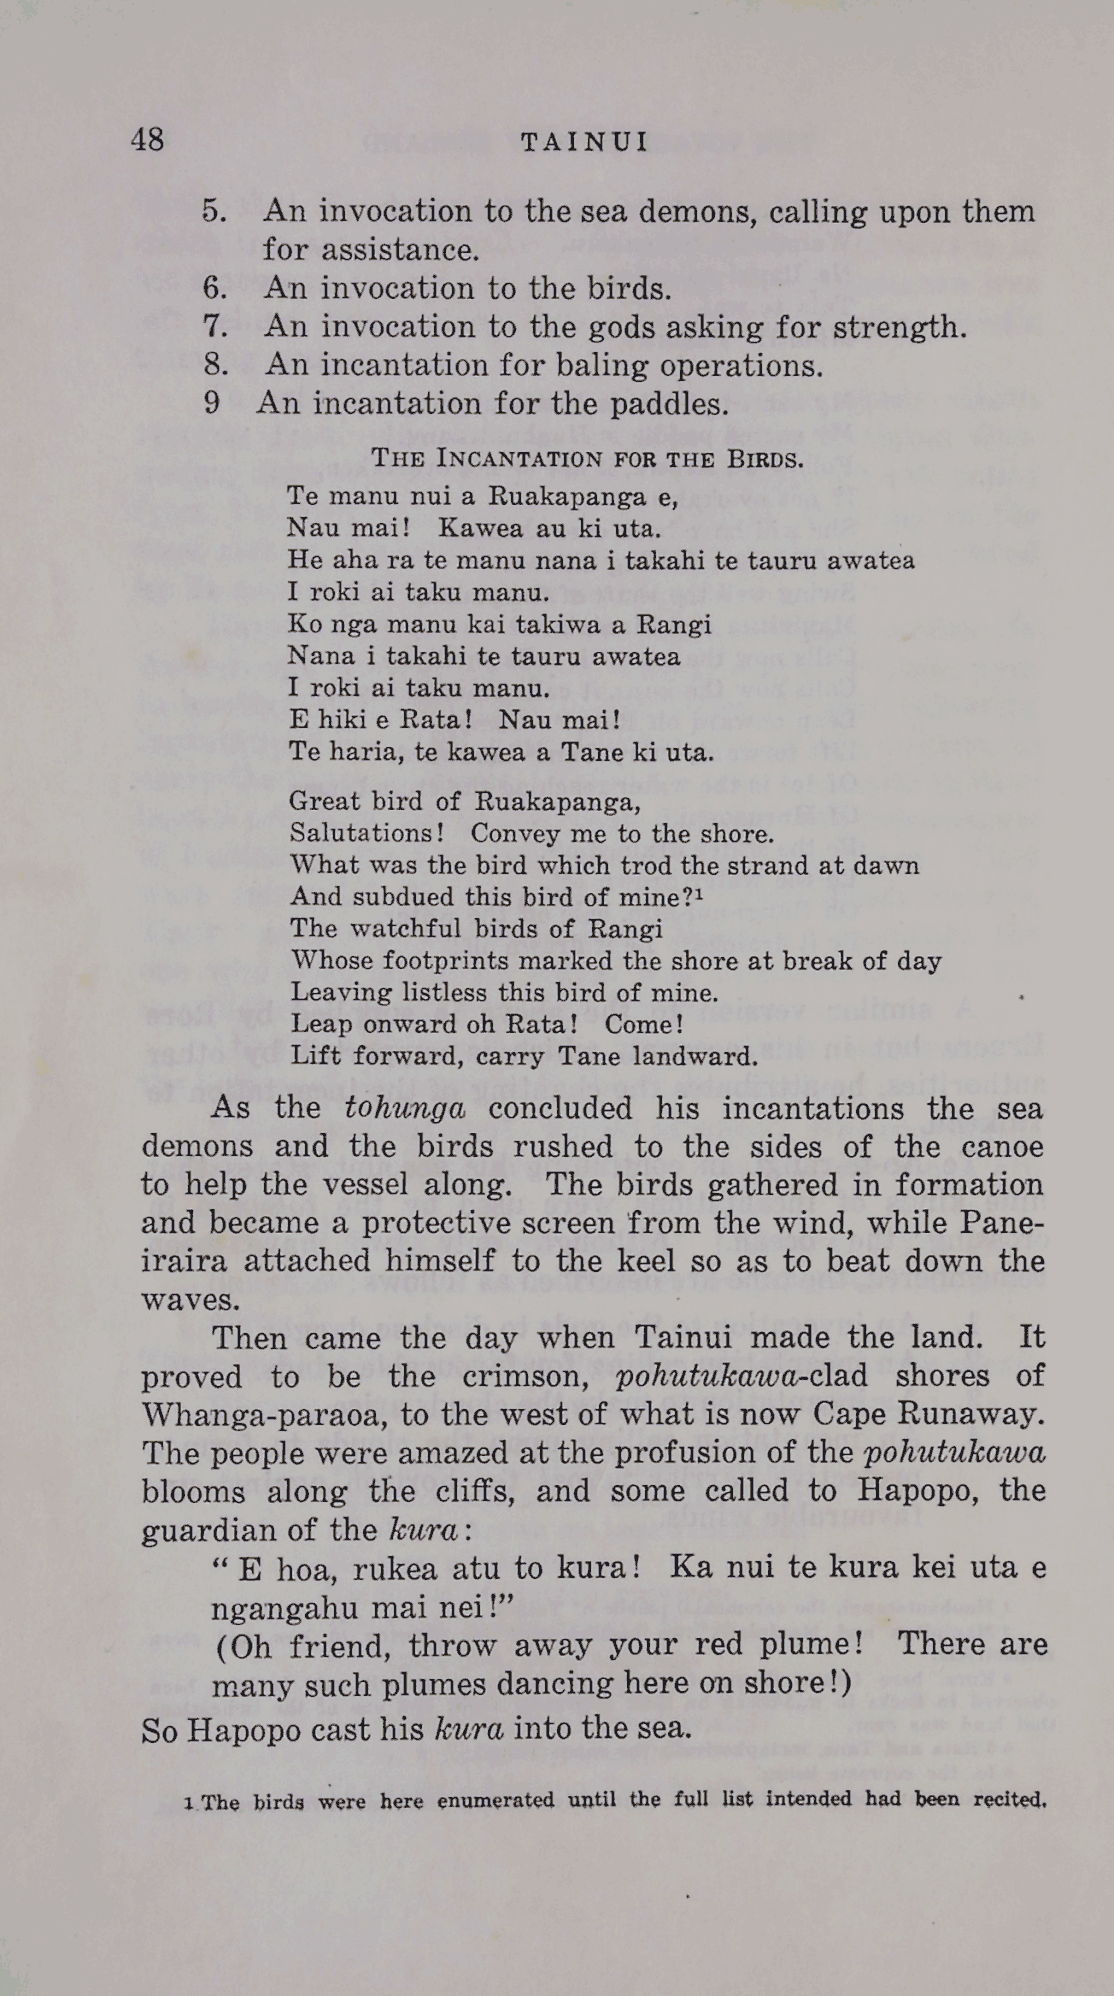 48 TAINUI
5. An invocation to the sea demons, calling upon them
for assistance.
6. An invocation to the birds.
7. An invocation to the gods asking for strength.
8. An incantation for baling operations.
9 An incantation for the paddles.
THE INCANTATION FOR THE BIRDS.
Te manu nui a Ruakapanga e,
Nau mai! Kawea au ki uta.
He aha ra te manu nana i takahi te tauru awatea
I roki ai taku manu.
Ko nga manu kai takiwa a Rangi
Nana i takahi te tauru awatea
I roki ai taku manu.
E hiki e Rata! Nau mai!
Te haria, te kawea a Tane ki uta.
Great bird of Ruakapanga,
Salutations! Convey me to the shore.
What was the bird which trod the strand at dawn
And subdued this bird of mine?1
The watchful birds of Rangi
Whose footprints marked the shore at break of day
Leaving listless this bird of mine.
Leap onward oh Rata! Come!
Lift forward, carry Tane landward.
As the tohunga concluded his incantations the sea
demons and the birds rushed to the sides of the canoe
to help the vessel along. The birds gathered in formation
and became a protective screen from the wind, while Pane-
iraira attached himself to the keel so as to beat down the
waves.
Then came the day when Tainui made the land. It
proved to be the crimson, pohutukawa-clad shores of
Whanga-paraoa, to the west of what is now Cape Runaway.
The people were amazed at the profusion of the pohutukawa
blooms along the cliffs, and some called to Hapopo, the
guardian of the kura:
“ E hoa, rukea atu to kura! Ka nui te kura kei uta e
ngangahu mai nei!”
(Oh friend, throw away your red plume! There are
many such plumes dancing here on shore!)
So Hapopo cast his kura into the sea.
1 The birds were here enumerated until the full list intended had been recited.